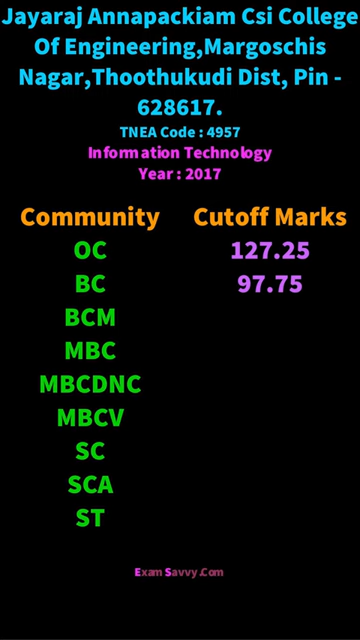 Jayaraj Annapackiam Csi College
Of Engineering,Margoschis
Nagar,Thoothukudi Dist, Pin -
628617.
TNEA Code : 4957
Information Technology
Year : 2017
Community Cutoff Marks
OC 127.25
BC 97.75
BCM
MBC
MBCDNC
MBCV
SC
SCA
ST
Exam Savvy.Com